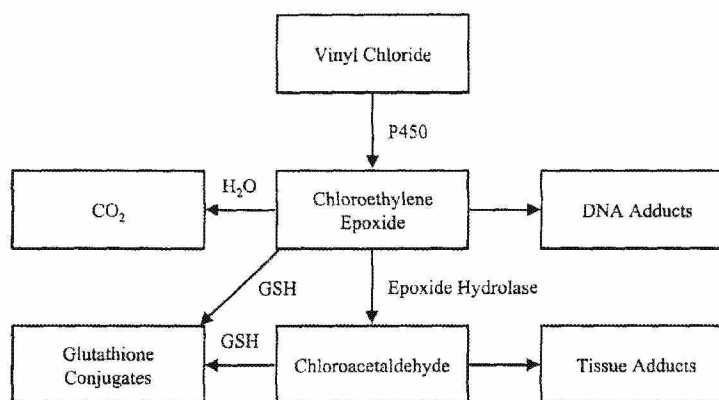 Vinyl Chloride
P450
H₂O
CO₂
Chloroethylene
Epoxide
DNA Adducts
GSH
Epoxide Hydrolase
Glutathione
Conjugates
GSH
Chloroacetaldehyde
Tissue Adducts